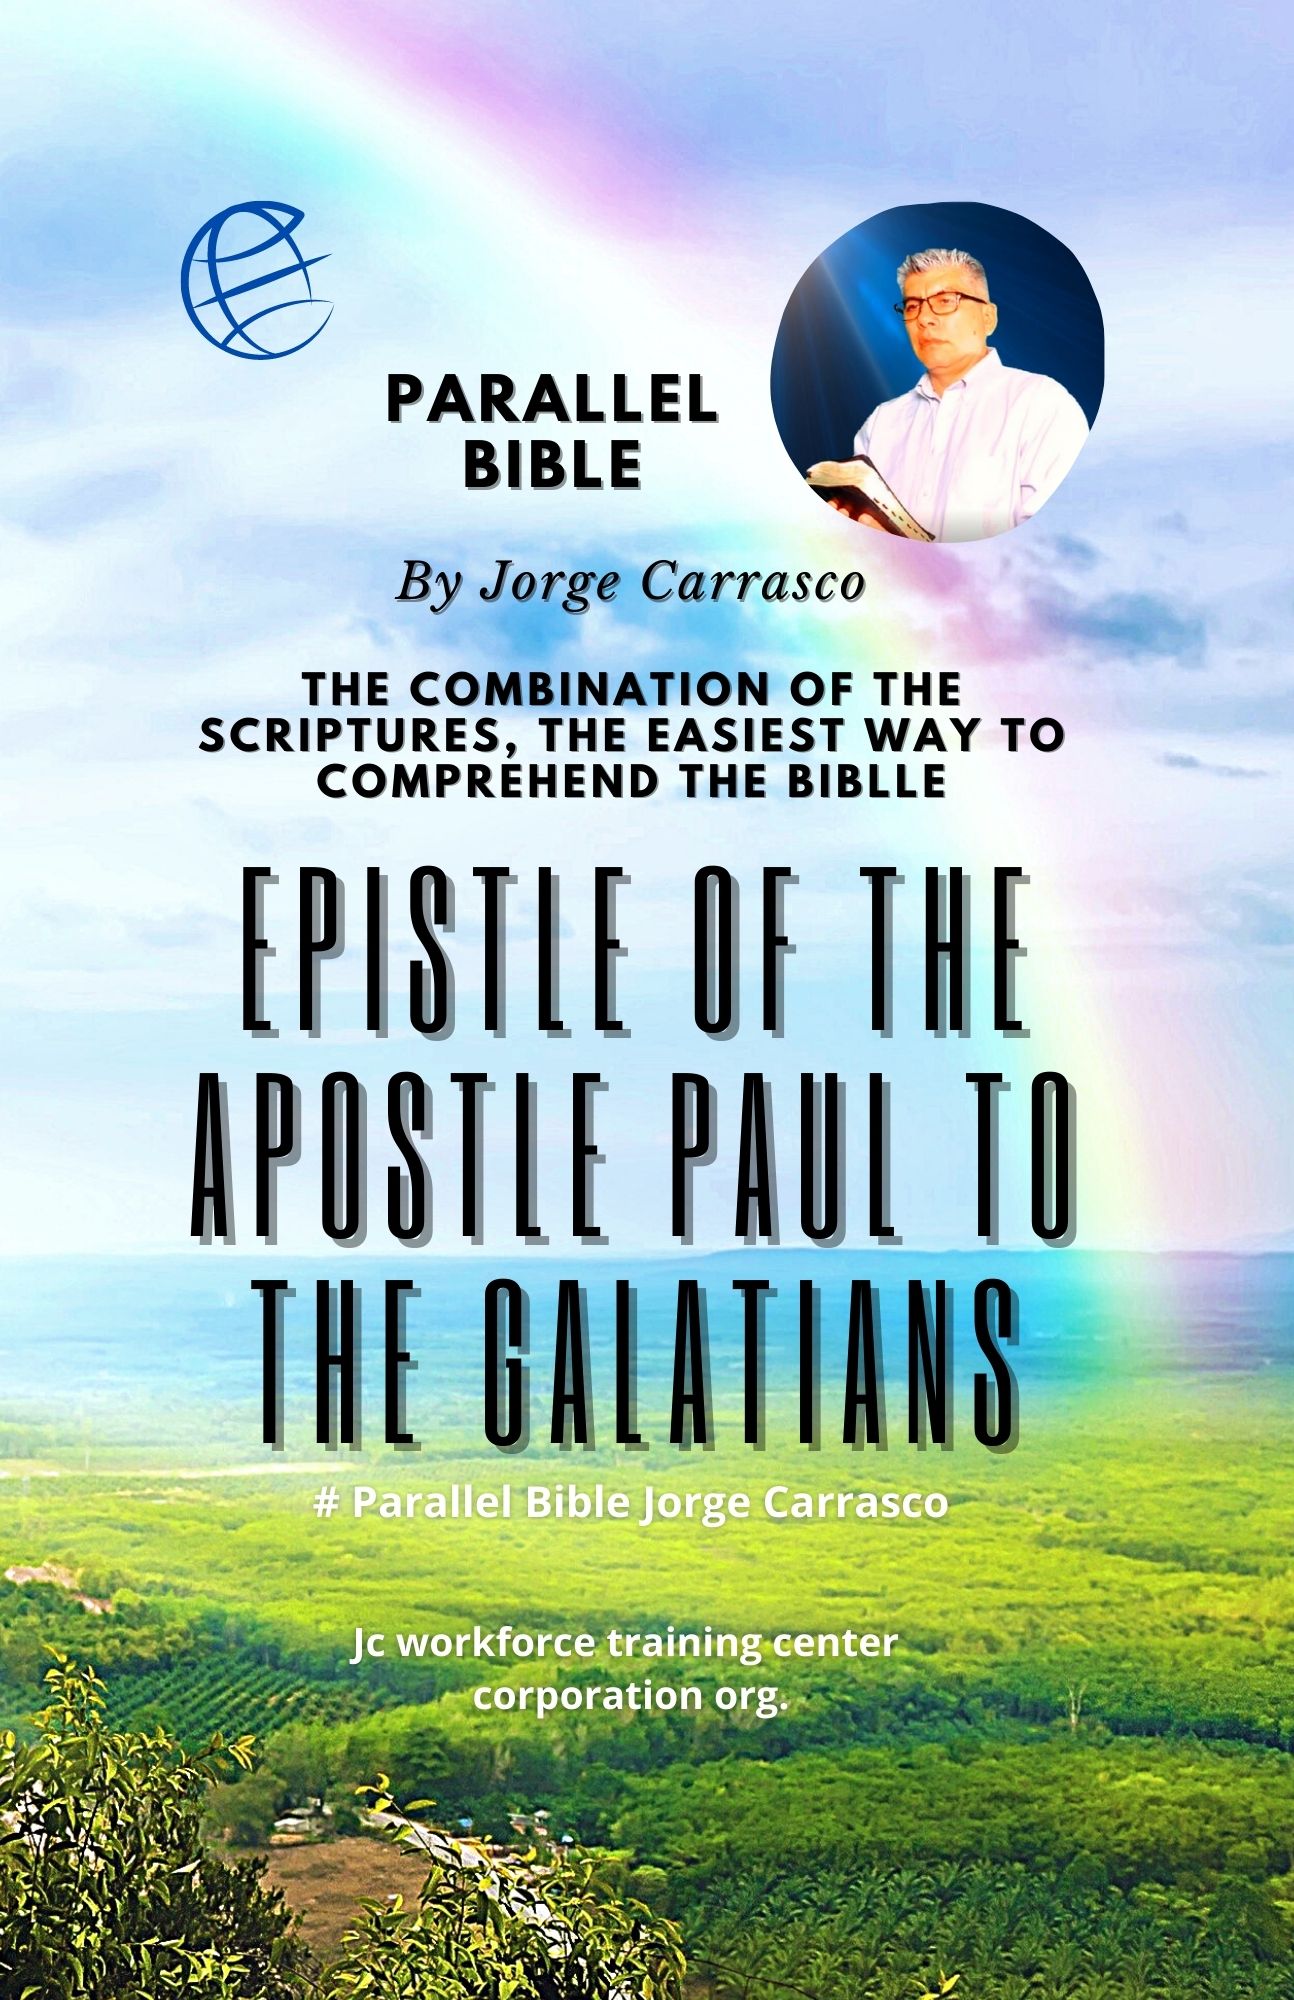 PARALLEL
BIBLE
By Jorge Carrasco
THE COMBINATION OF THE
SCRIPTURES, THE EASIEST WAY TO
COMPREHEND THE BIBLLE
EPISTLE OF THE
APOSTLE PAUL TO
THE GALATIANS
# Parallel Bible Jorge Carrasco
Jc workforce training center
corporation org.